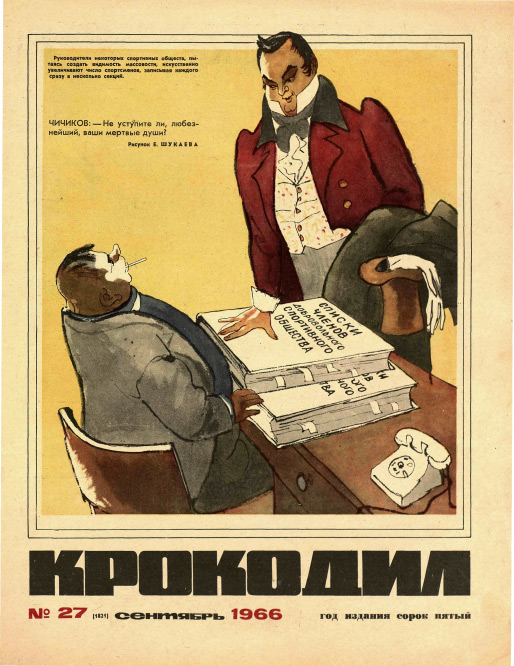 Руководители некоторых спортивных обществ, пы-
таясь создать видимость массовости, искусственно
увеличивают число спортсменов, записывая каждого
сразу в несколько секций.
ЧИЧИКОВ: — Не уступите ли, любез-
нейший, ваши мертвые души?
Рисунок Е. ШУКАЕВА
СПИСКИ
ЧЛЕНОВ
ДОБРОВОЛЬНОГО
СПОРТИВНОГО
ОБЩЕСТВА
КРОКОДИЛ
№ 27 (1821) сентябрь 1966 год издания сорок пятый